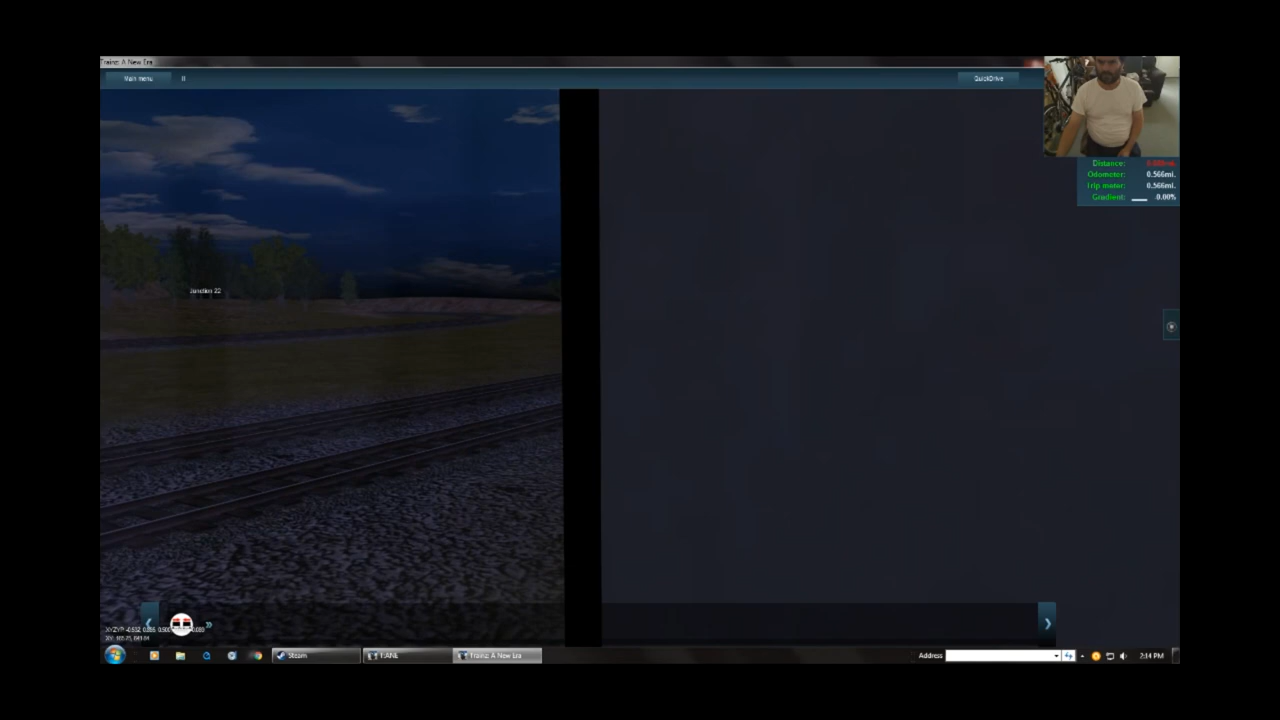 Trainz: A New Era
Main menu
QuickDrive
Distance:
Odometer: 0.566mi.
Trip meter: 0.566mi.
Gradient: -0.00%
Junction 22
Steam
T:ANE
Trainz: A New Era
Address
2:14 PM